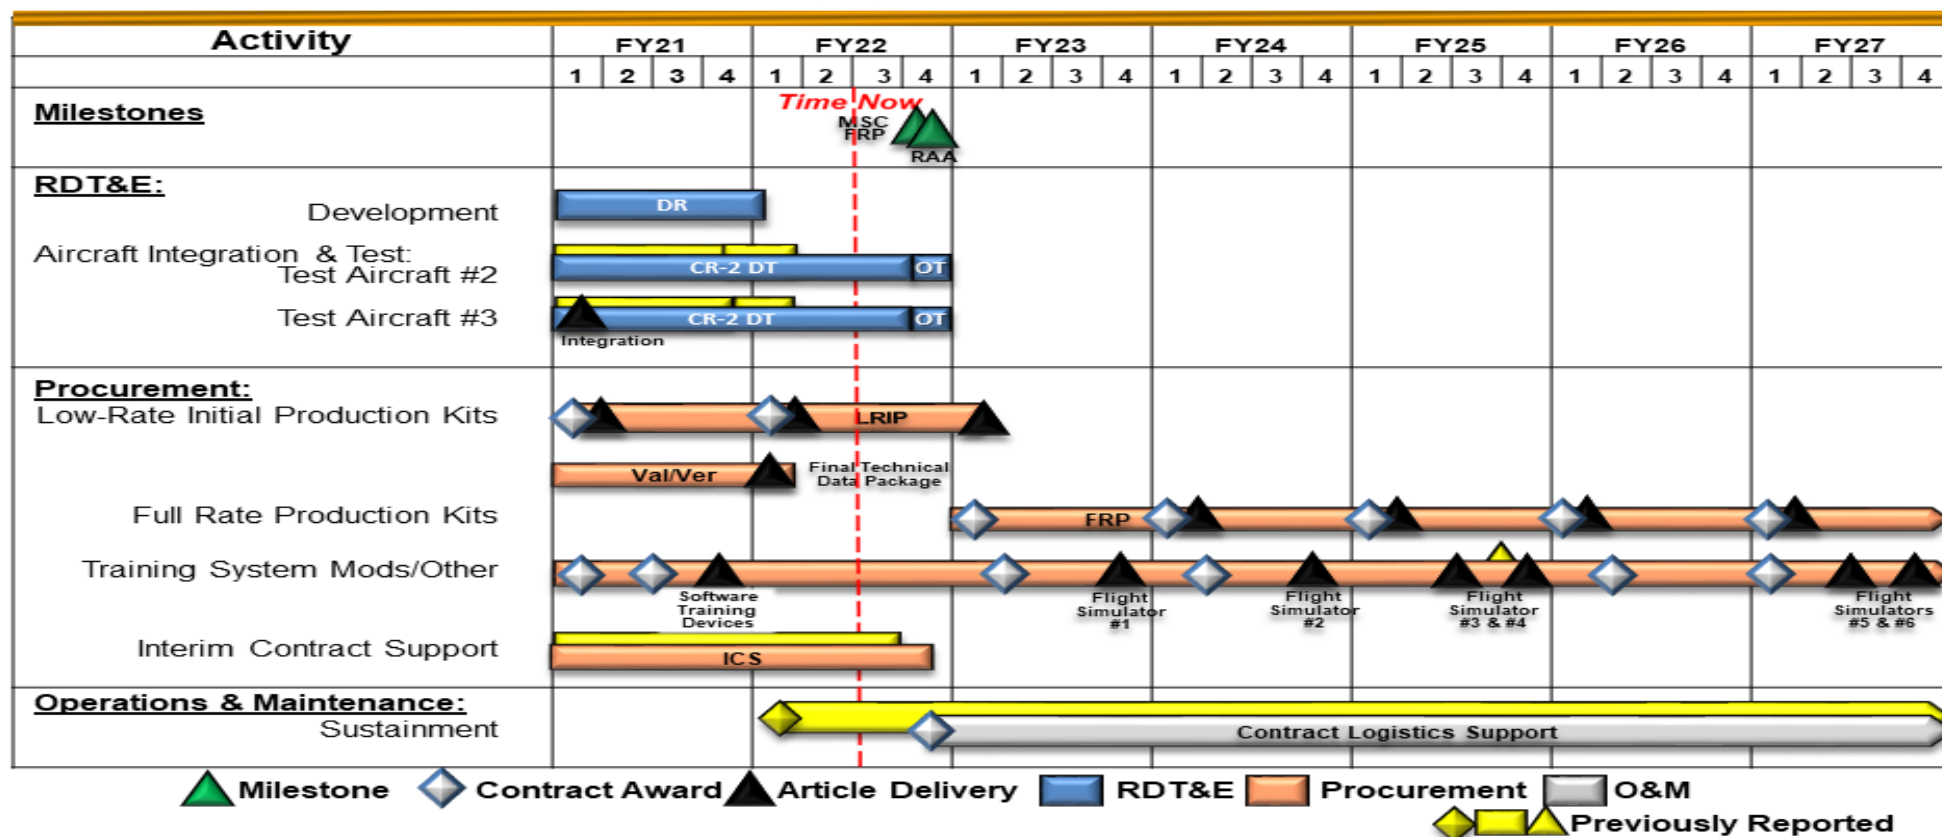 Activity
FY21 FY22 FY23 FY24 FY25 FY26 FY27
1 2 3 4 1 2 3 4 1 2 3 4 1 2 3 4 1 2 3 4 1 2 3 4 1 2 3 4
Time Now
Milestones
MSC
FRP
RAA
RDT&E:
Development
DR
Aircraft Integration & Test:
Test Aircraft #2
CR-2 DT
OT
Test Aircraft #3
CR-2 DT
OT
Integration
Procurement:
Low-Rate Initial Production Kits
LRIP
Val/Ver
Final Technical
Data Package
Full Rate Production Kits
FRP
Training System Mods/Other
Software
Training
Devices
Flight
Simulator
#1
Flight
Simulator
#2
Flight
Simulator
#3 & #4
Flight
Simulators
#5 & #6
Interim Contract Support
ICS
Operations & Maintenance:
Sustainment
Contract Logistics Support
Milestone Contract Award Article Delivery RDT&E Procurement O&M
Previously Reported